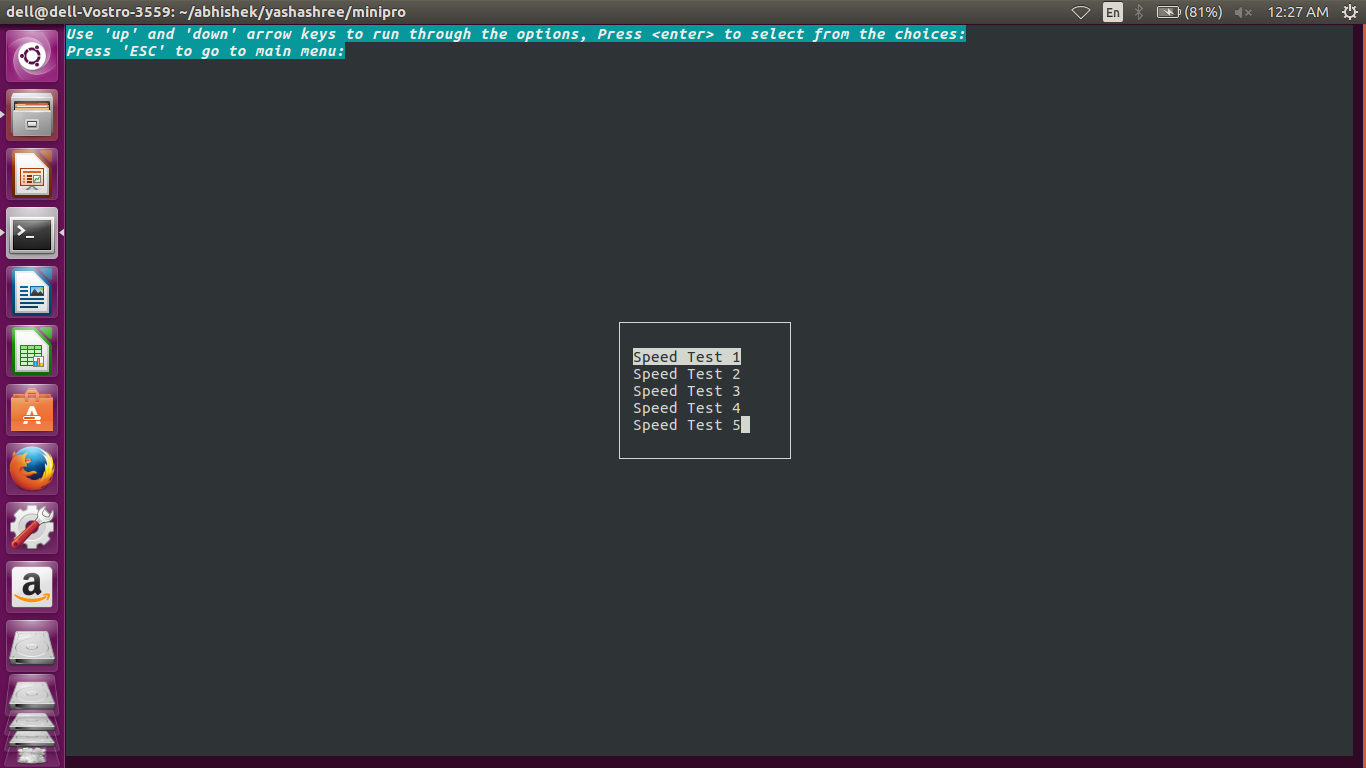 dell@dell-Vostro-3559: ~/abhishek/yashashree/minipro
En
(81%)
12:27 AM
Use 'up' and 'down' arrow keys to run through the options, Press <enter> to select from the choices:
Press 'ESC' to go to main menu:
Speed Test 1
Speed Test 2
Speed Test 3
Speed Test 4
Speed Test 5